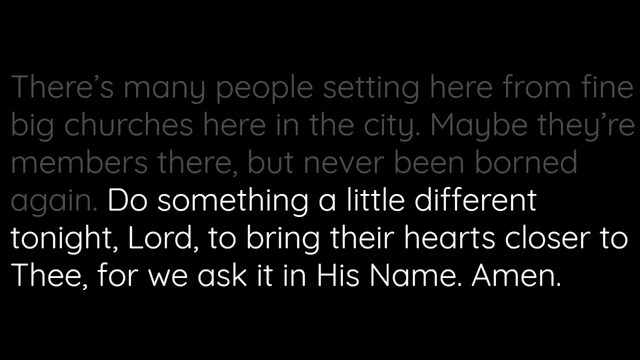 There's many people setting here from fine
big churches here in the city. Maybe they're
members there, but never been borned
again. Do something a little different
tonight, Lord, to bring their hearts closer to
Thee, for we ask it in His Name. Amen.